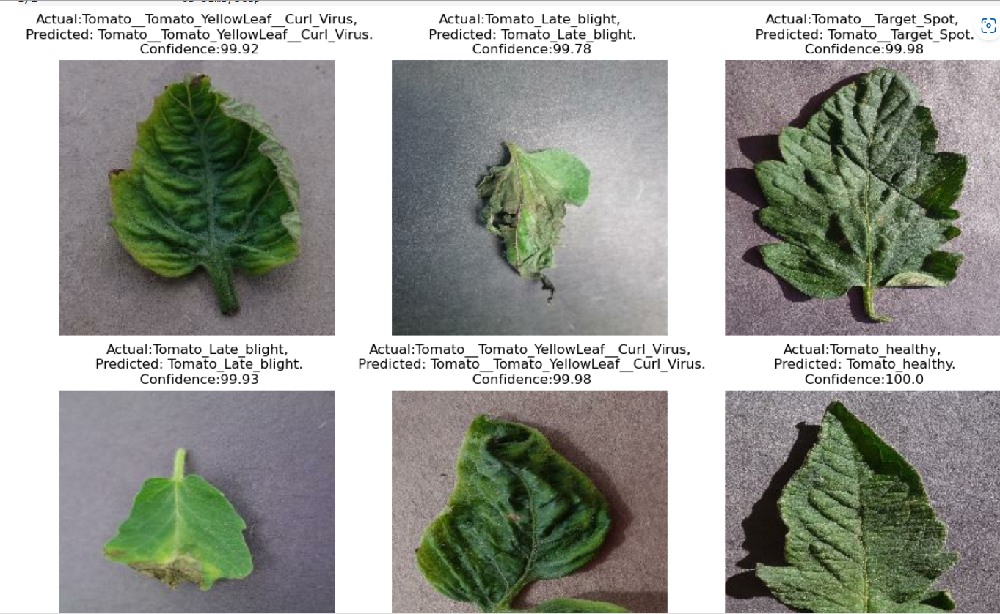 Actual:Tomato__Tomato_YellowLeaf__Curl_Virus,
Predicted: Tomato__Tomato_YellowLeaf__Curl_Virus.
Confidence:99.92
Actual:Tomato_Late_blight,
Predicted: Tomato_Late_blight.
Confidence:99.78
Actual:Tomato__Target_Spot,
Predicted: Tomato__Target_Spot.
Confidence:99.98
Actual:Tomato_Late_blight,
Predicted: Tomato_Late_blight.
Confidence:99.93
Actual:Tomato__Tomato_YellowLeaf__Curl_Virus,
Predicted: Tomato__Tomato_YellowLeaf__Curl_Virus.
Confidence:99.98
Actual:Tomato_healthy,
Predicted: Tomato_healthy.
Confidence:100.0